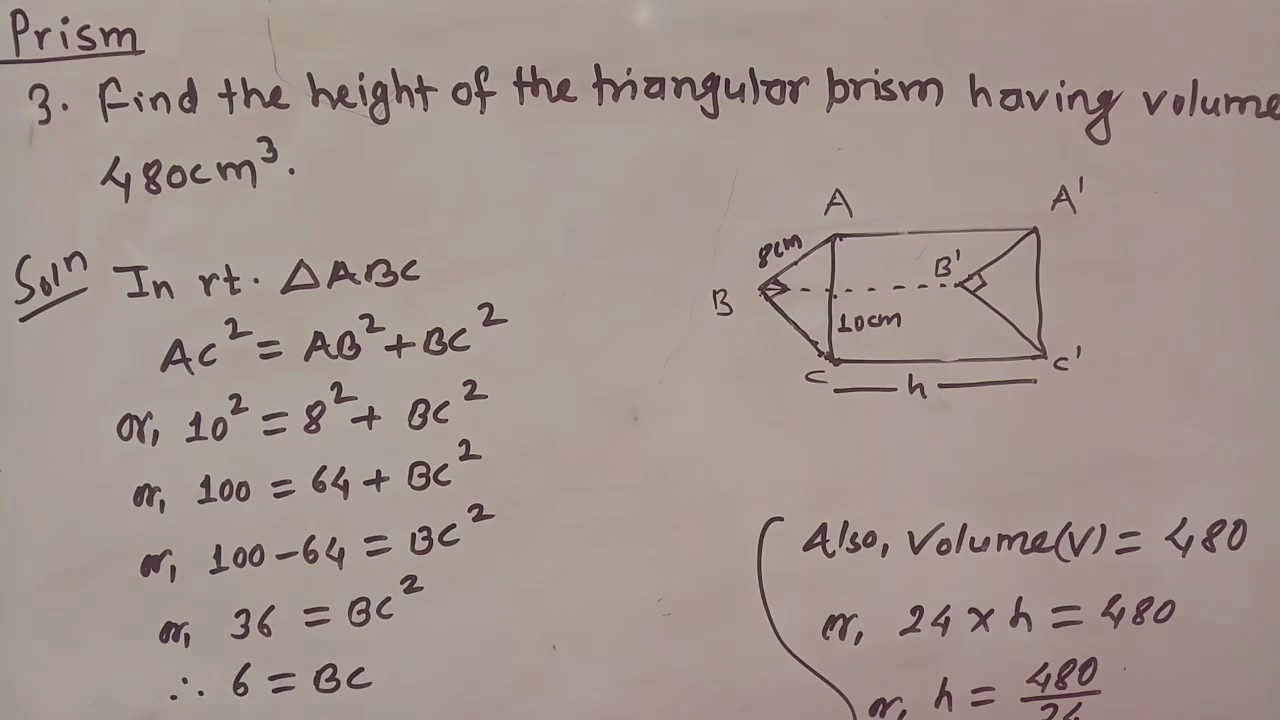 Prism
3. Find the height of the triangular prism having volume
480cm³.
Soln In rt. △ABC
AC² = AB² + BC²
or, 10² = 8² + BC²
or, 100 = 64 + BC²
or, 100 - 64 = BC²
or, 36 = BC²
∴ 6 = BC
A
A'
8cm
B'
B
10cm
C
C'
h
Also, Volume(V) = 480
or, 24 × h = 480
or, h = 480/24